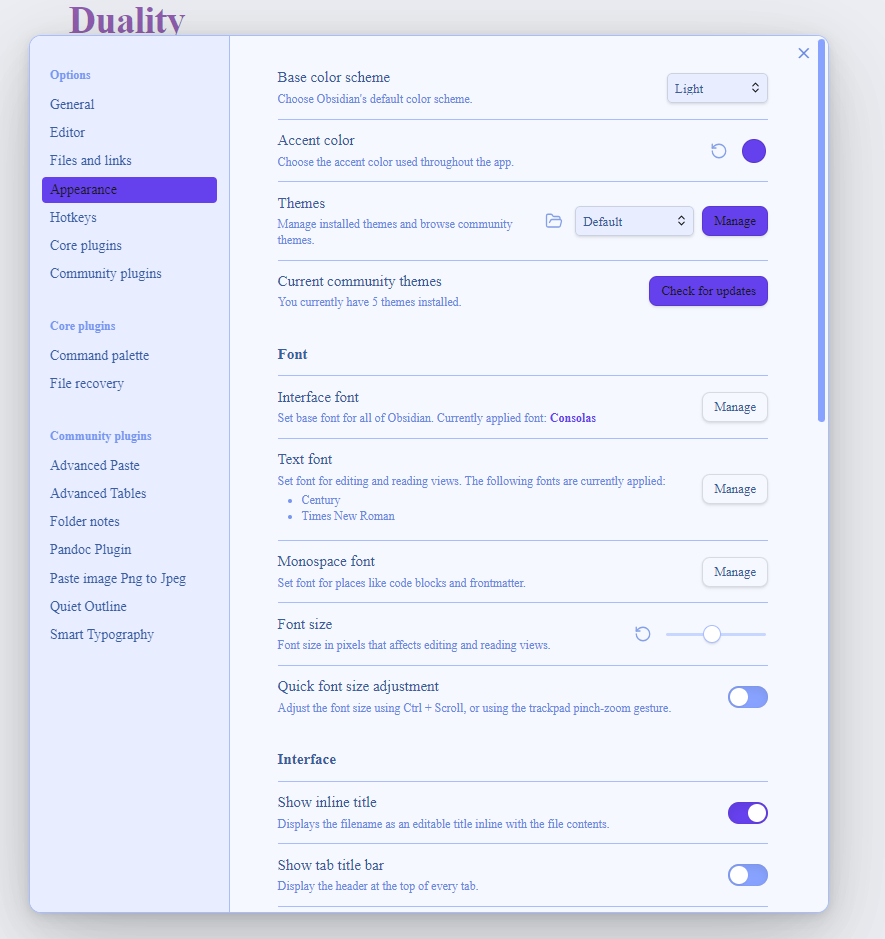 Duality
Options
General
Editor
Files and links
Appearance
Hotkeys
Core plugins
Community plugins
Core plugins
Command palette
File recovery
Community plugins
Advanced Paste
Advanced Tables
Folder notes
Pandoc Plugin
Paste image Png to Jpeg
Quiet Outline
Smart Typography
Base color scheme
Choose Obsidian's default color scheme.
Light
Accent color
Choose the accent color used throughout the app.
Themes
Manage installed themes and browse community
themes.
Default
Manage
Current community themes
You currently have 5 themes installed.
Check for updates
Font
Interface font
Set base font for all of Obsidian. Currently applied font: Consolas
Manage
Text font
Set font for editing and reading views. The following fonts are currently applied:
• Century
• Times New Roman
Manage
Monospace font
Set font for places like code blocks and frontmatter.
Manage
Font size
Font size in pixels that affects editing and reading views.
Quick font size adjustment
Adjust the font size using Ctrl + Scroll, or using the trackpad pinch-zoom gesture.
Interface
Show inline title
Displays the filename as an editable title inline with the file contents.
Show tab title bar
Display the header at the top of every tab.